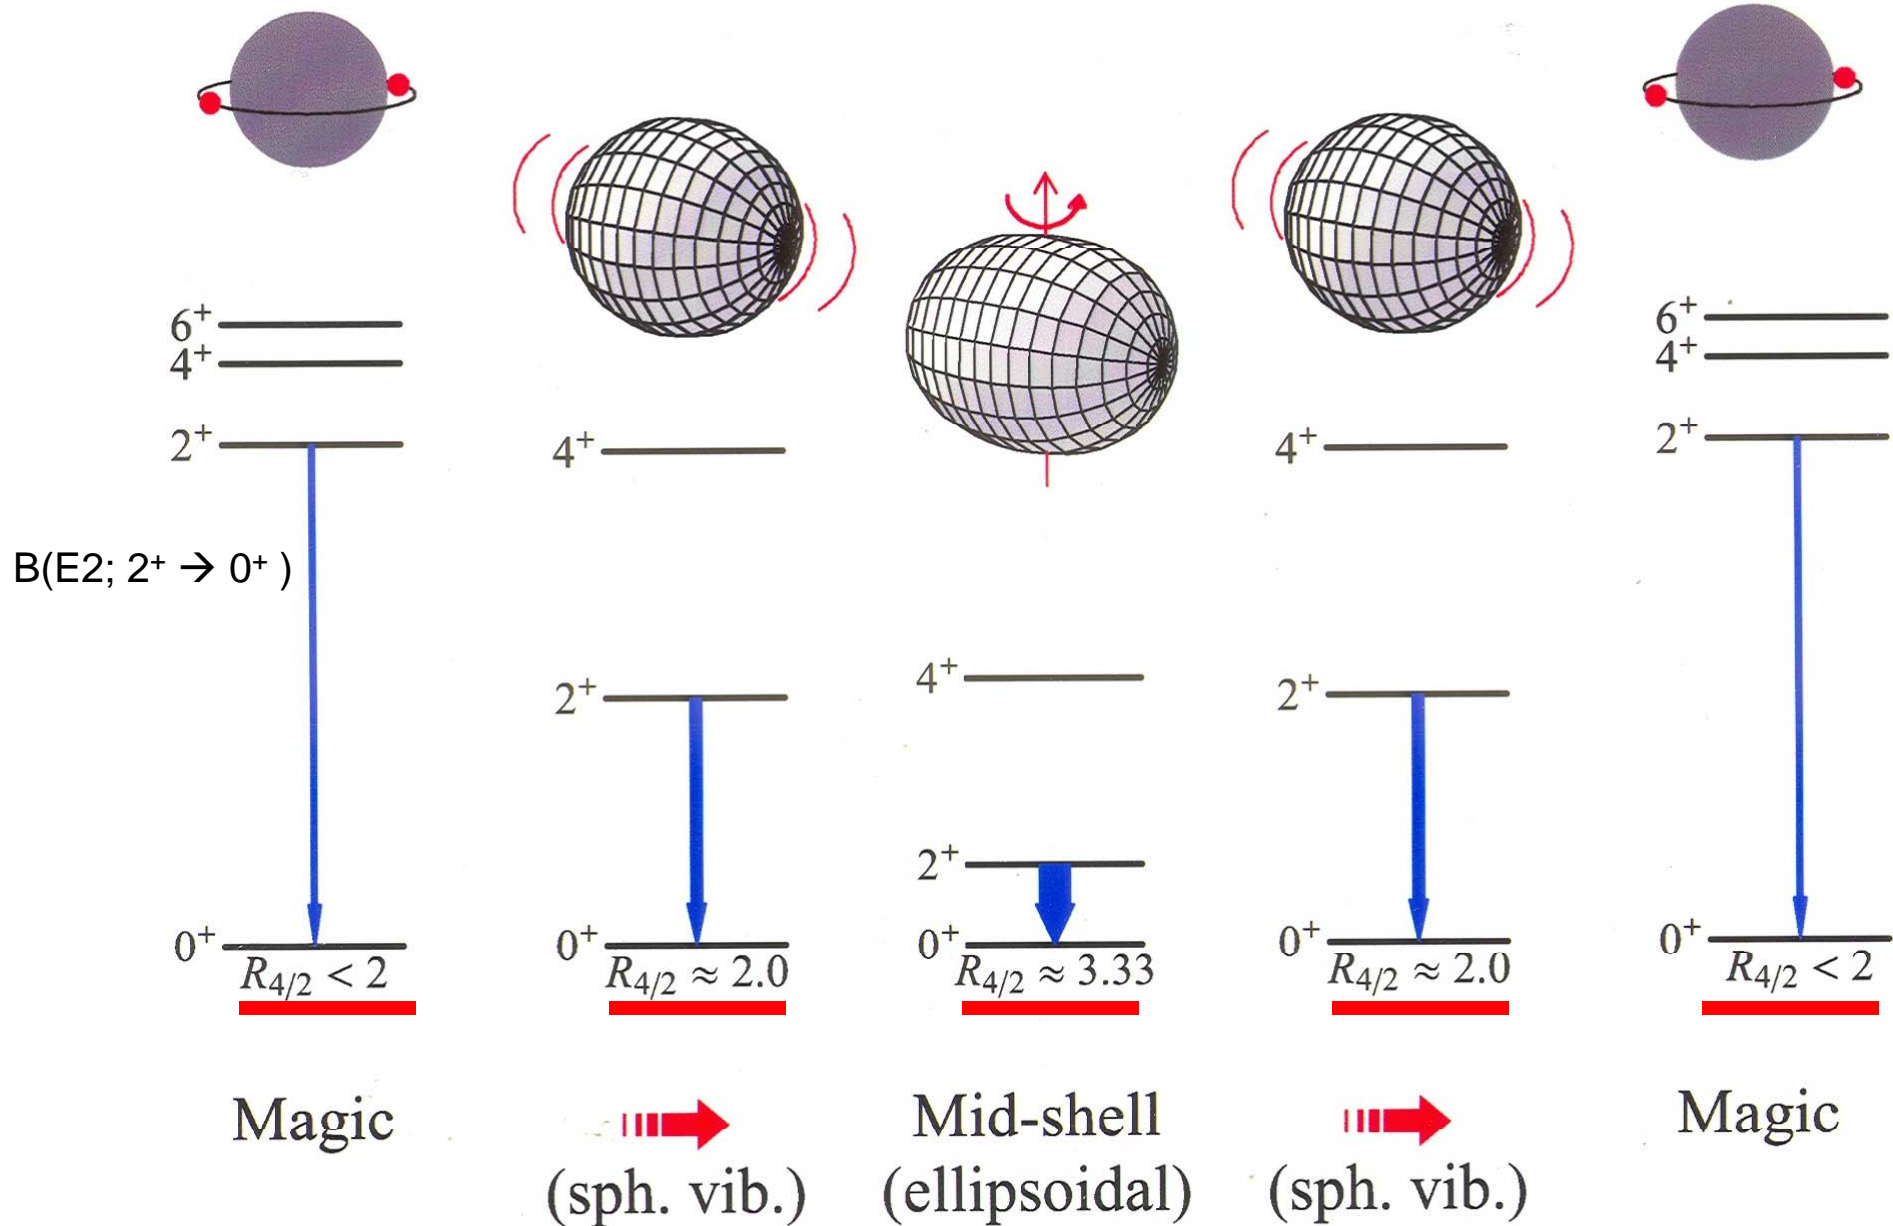 6⁺
4⁺
2⁺
B(E2; 2⁺ → 0⁺ )
0⁺
R₄/₂ < 2
4⁺
2⁺
0⁺
R₄/₂ ≈ 2.0
4⁺
2⁺
0⁺
R₄/₂ ≈ 3.33
4⁺
2⁺
0⁺
R₄/₂ ≈ 2.0
6⁺
4⁺
2⁺
0⁺
R₄/₂ < 2
Magic
Mid-shell
Magic
(sph. vib.)
(ellipsoidal)
(sph. vib.)